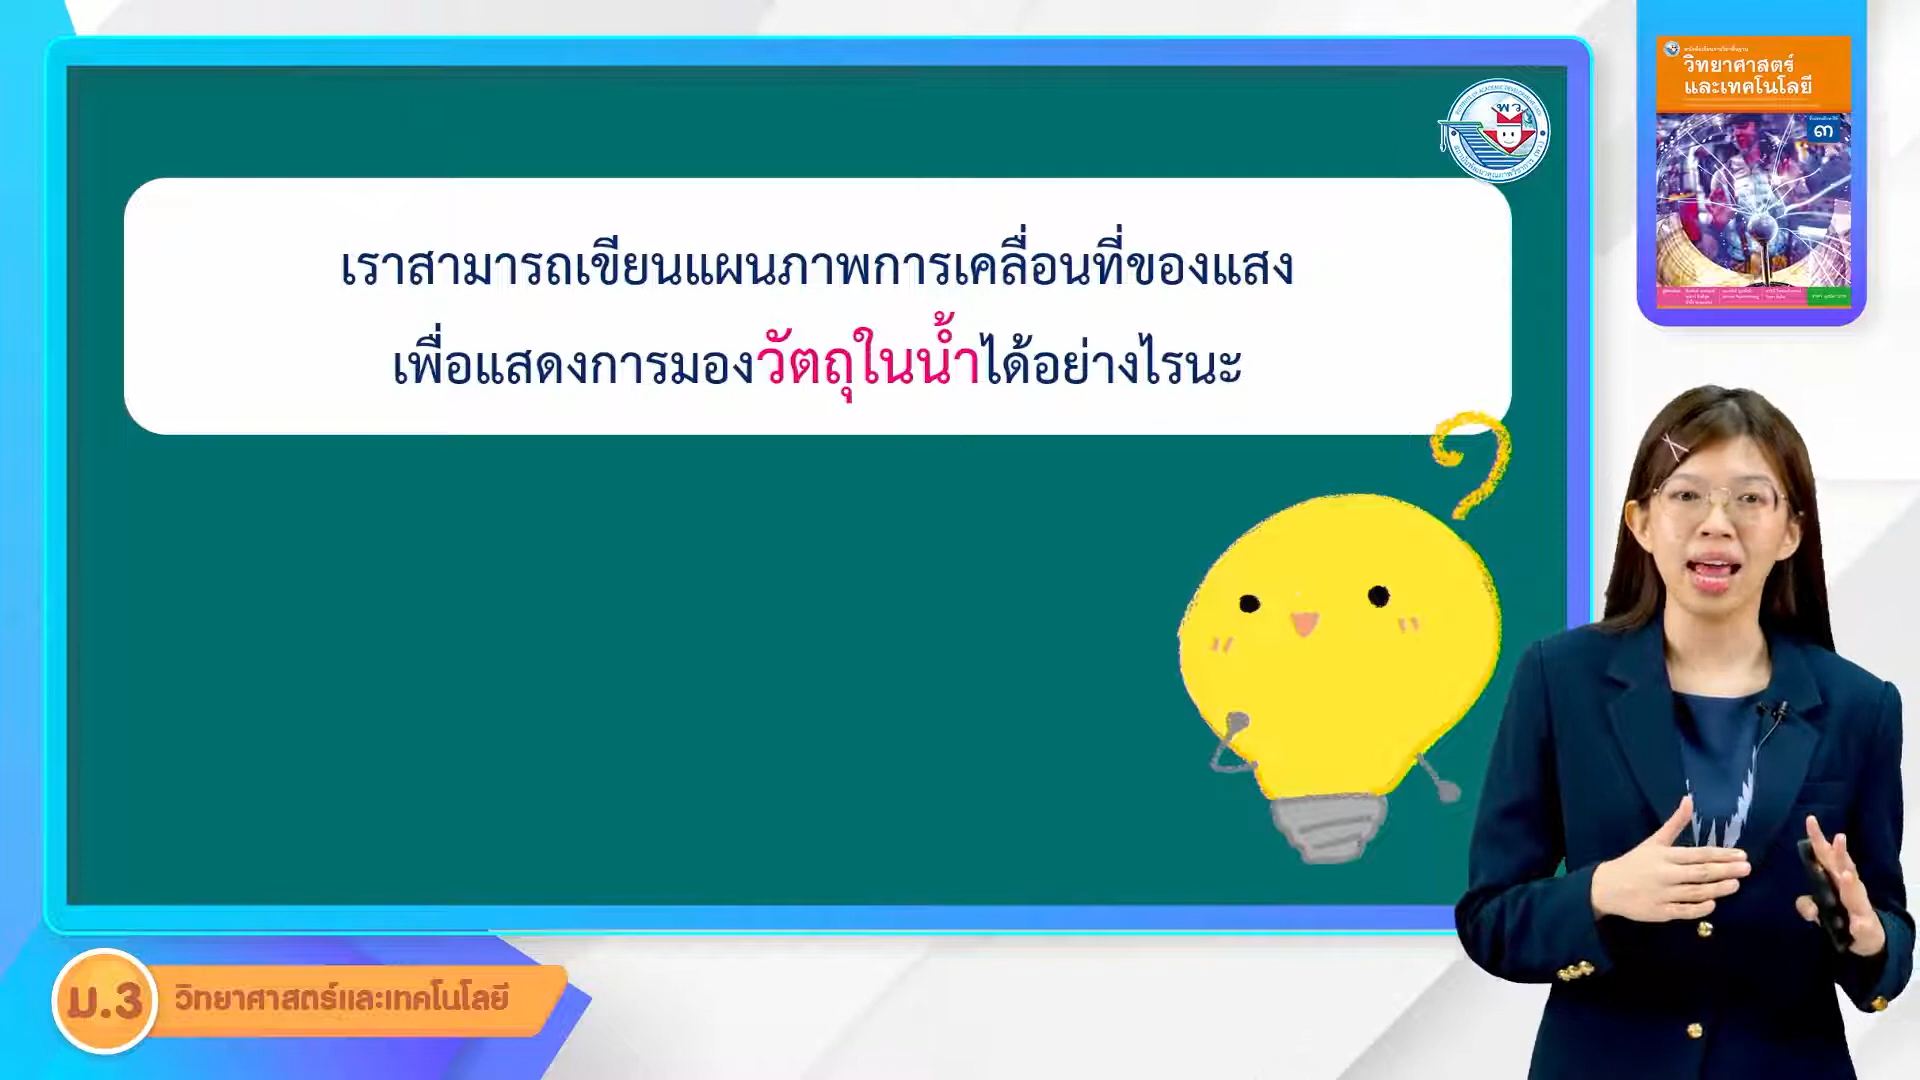 เราสามารถเขียนแผนภาพการเคลื่อนที่ของแสง
เพื่อแสดงการมองวัตถุในน้ำได้อย่างไรนะ
พว.
วิทยาศาสตร์
และเทคโนโลยี
๓
ม.3
วิทยาศาสตร์และเทคโนโลยี